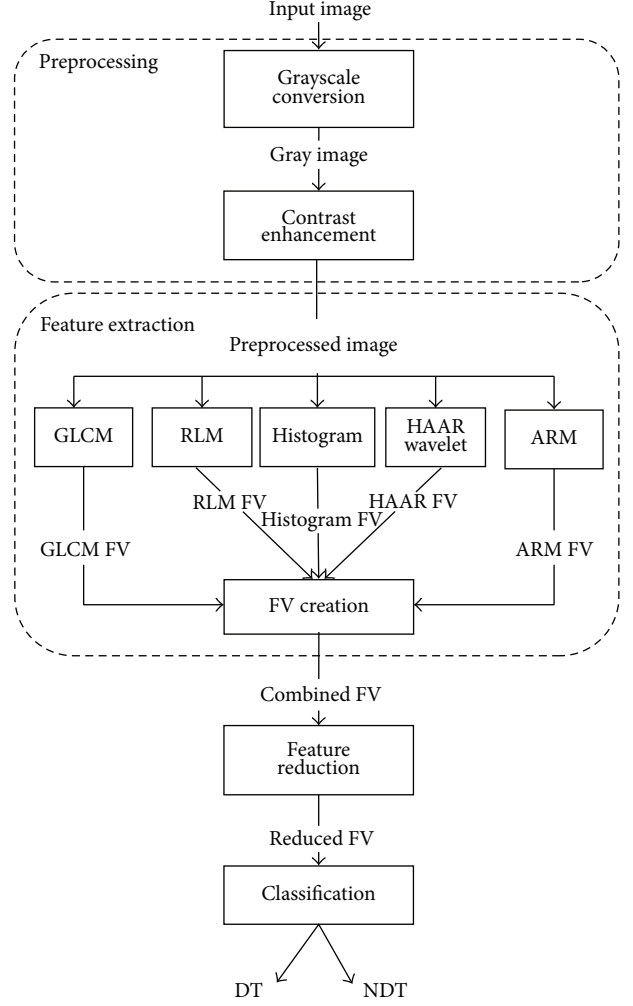 Input image
Preprocessing
Grayscale
conversion
Gray image
Contrast
enhancement
Feature extraction
Preprocessed image
GLCM
RLM
Histogram
HAAR
wavelet
ARM
RLM FV
Histogram FV
HAAR FV
GLCM FV
ARM FV
FV creation
Combined FV
Feature
reduction
Reduced FV
Classification
DT
NDT